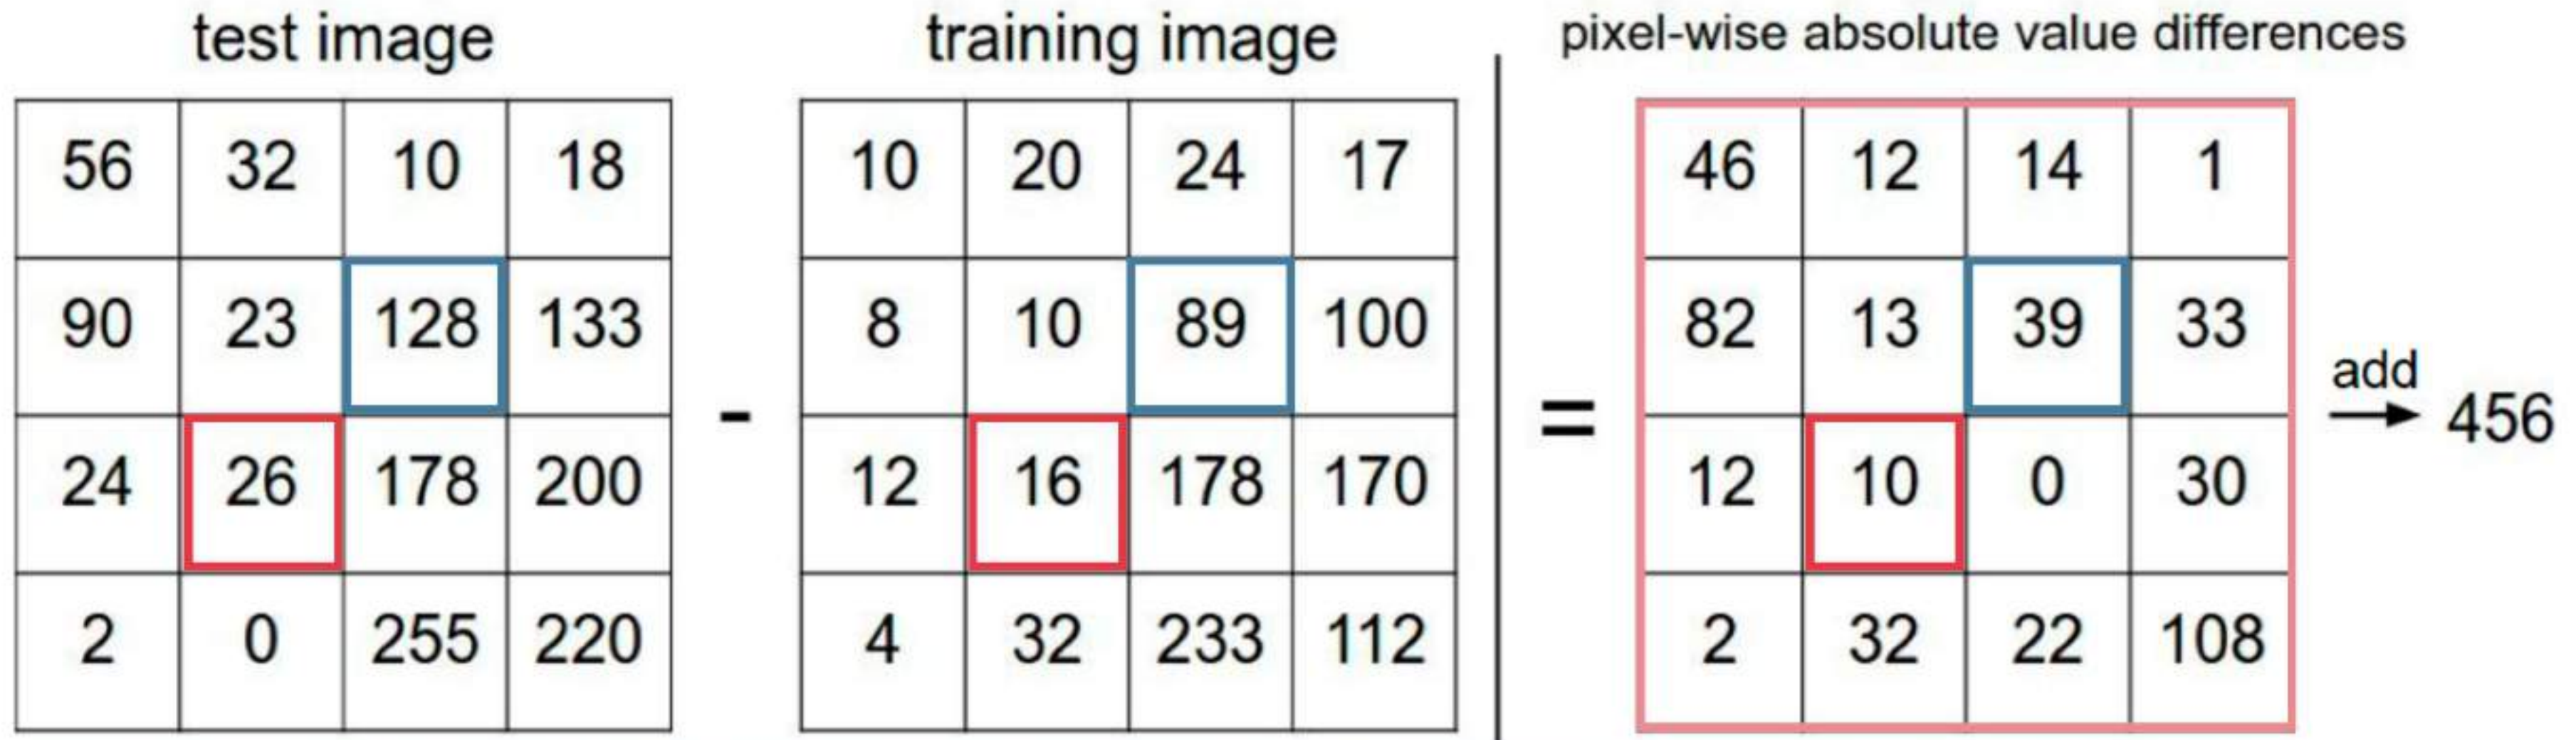 test image
56 32 10 18
90 23 128 133
24 26 178 200
2 0 255 220
-
training image
10 20 24 17
8 10 89 100
12 16 178 170
4 32 233 112
=
pixel-wise absolute value differences
46 12 14 1
82 13 39 33
12 10 0 30
2 32 22 108
add
→ 456